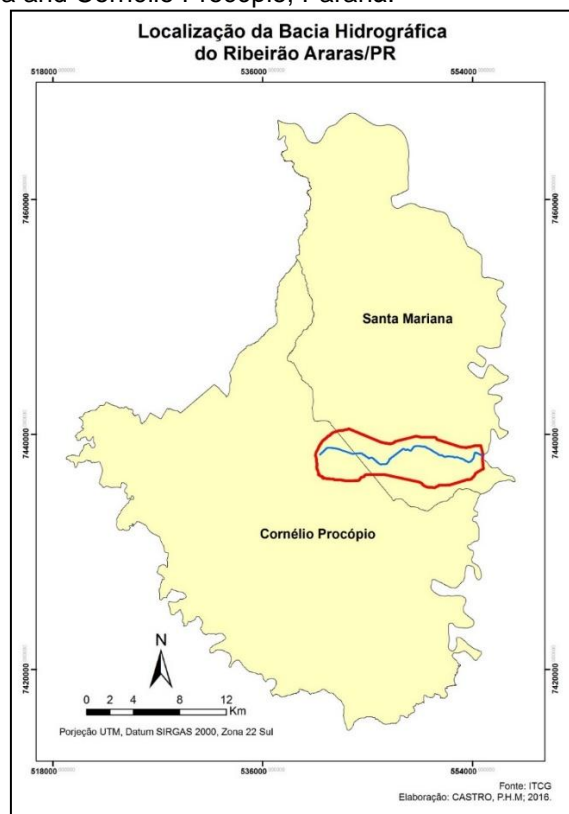 a and Cornélio Procópio, Paraná.
Localização da Bacia Hidrográfica
do Ribeirão Araras/PR
518000
536000
554000
7460000
7460000
Santa Mariana
7440000
7440000
Cornélio Procópio
N
7420000
7420000
0 2 4 8 12
Km
Porjeção UTM, Datum SIRGAS 2000, Zona 22 Sul
518000
536000
554000
Fonte: ITCG
Elaboração: CASTRO, P.H.M; 2016.